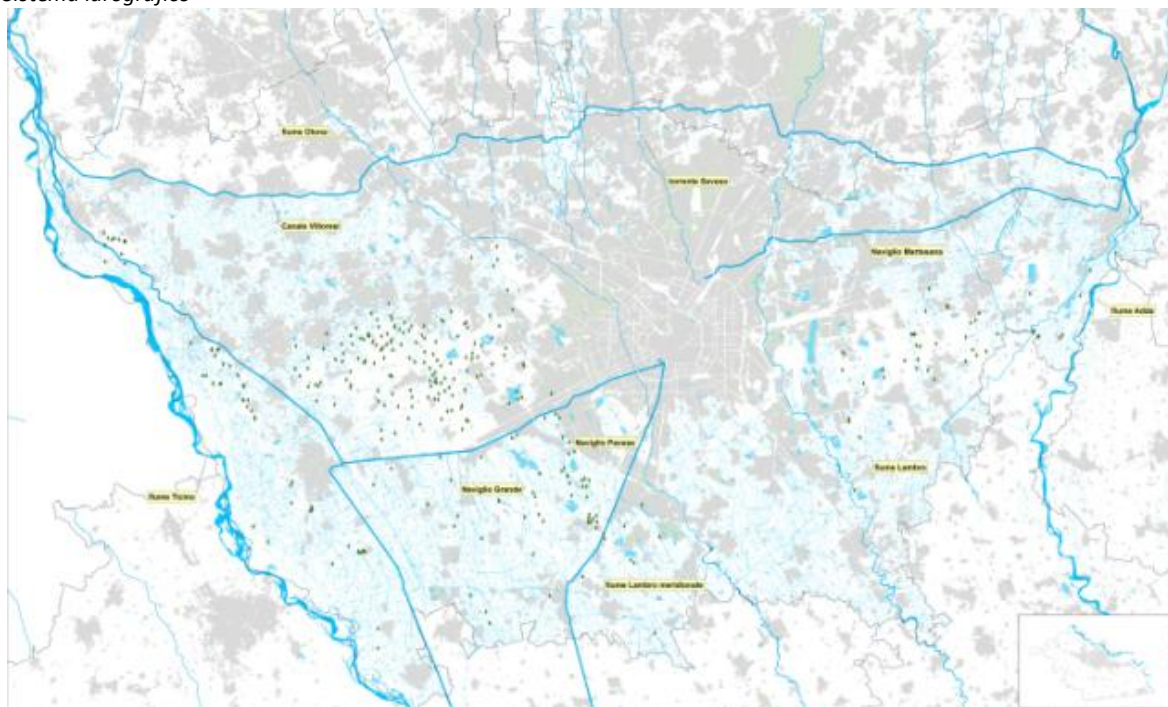 Sistema idrografico
fiume Olona
torrente Seveso
Canale Villoresi
Naviglio Martesana
fiume Adda
Naviglio Pavese
fiume Lambro
Naviglio Grande
fiume Ticino
fiume Lambro meridionale